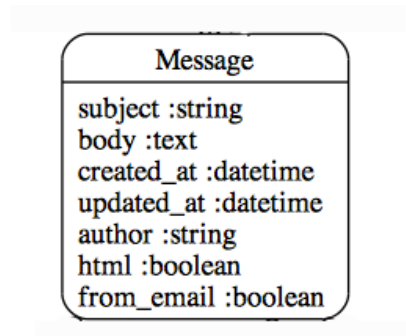 Message
subject :string
body :text
created_at :datetime
updated_at :datetime
author :string
html :boolean
from_email :boolean